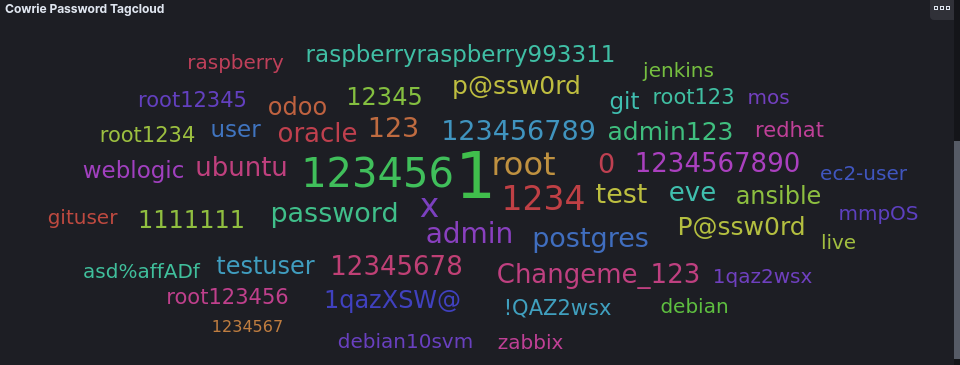 Cowrie Password Tagcloud
raspberry raspberryraspberry993311 jenkins
root12345 odoo 12345 p@ssw0rd git root123 mos
root1234 user oracle 123 123456789 admin123 redhat
weblogic ubuntu 123456 1 root 0 1234567890 ec2-user
gituser 1111111 password x 1234 test eve ansible mmpOS
admin postgres P@ssw0rd live
asd%affADf testuser 12345678 Changeme_123 1qaz2wsx
root123456 1qazXSW@ !QAZ2wsx debian
1234567 debian10svm zabbix